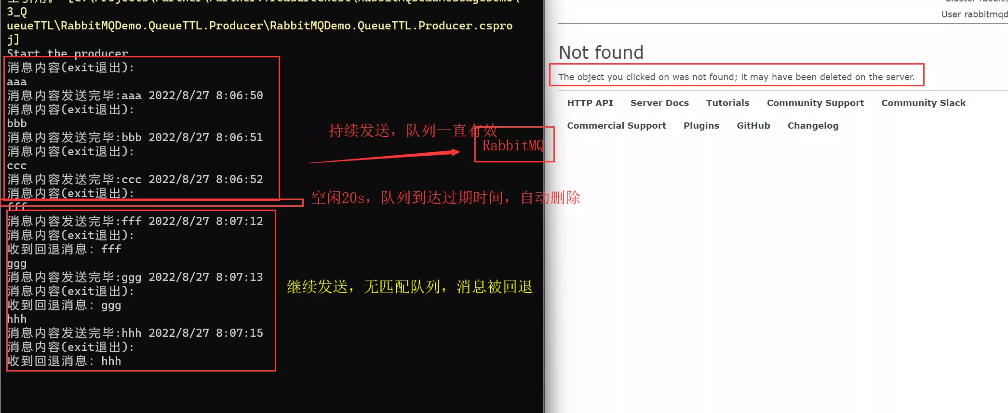 3_Q
ueueTTL\RabbitMQDemo.QueueTTL.Producer\RabbitMQDemo.QueueTTL.Producer.cspro
j]
Start the producer
消息内容(exit退出):
aaa
消息内容发送完毕:aaa 2022/8/27 8:06:50
消息内容(exit退出):
bbb
消息内容发送完毕:bbb 2022/8/27 8:06:51
消息内容(exit退出):
ccc
消息内容发送完毕:ccc 2022/8/27 8:06:52
消息内容(exit退出):
fff
消息内容发送完毕:fff 2022/8/27 8:07:12
消息内容(exit退出):
收到回退消息: fff
ggg
消息内容发送完毕:ggg 2022/8/27 8:07:13
消息内容(exit退出):
收到回退消息: ggg
hhh
消息内容发送完毕:hhh 2022/8/27 8:07:15
消息内容(exit退出):
收到回退消息: hhh
持续发送，队列一直有效
RabbitMQ
空闲20s，队列到达过期时间，自动删除
继续发送，无匹配队列，消息被回退
User rabbitmqd
Not found
The object you clicked on was not found; it may have been deleted on the server.
HTTP API Server Docs Tutorials Community Support Community Slack
Commercial Support Plugins GitHub Changelog